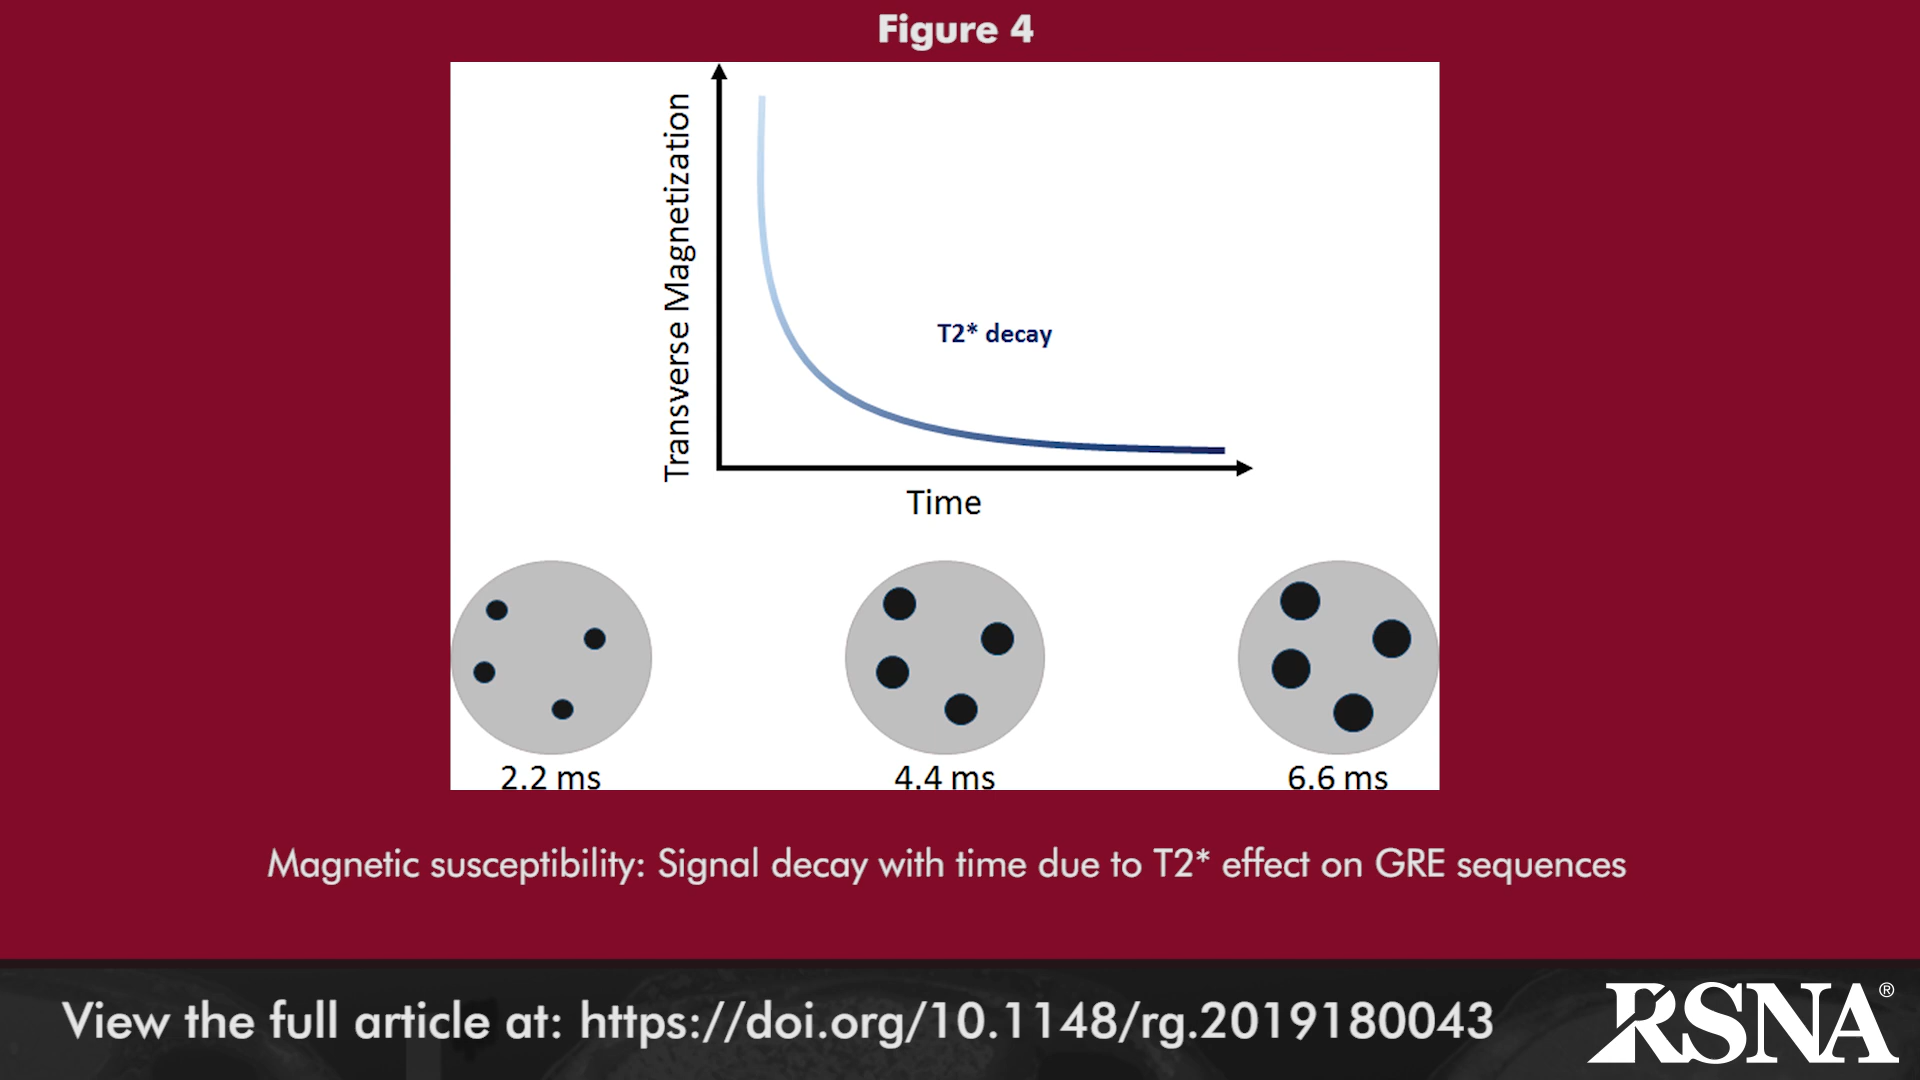 Figure 4
Transverse Magnetization
T2* decay
Time
2.2 ms
4.4 ms
6.6 ms
Magnetic susceptibility: Signal decay with time due to T2* effect on GRE sequences
View the full article at: https://doi.org/10.1148/rg.2019180043
RSNA®